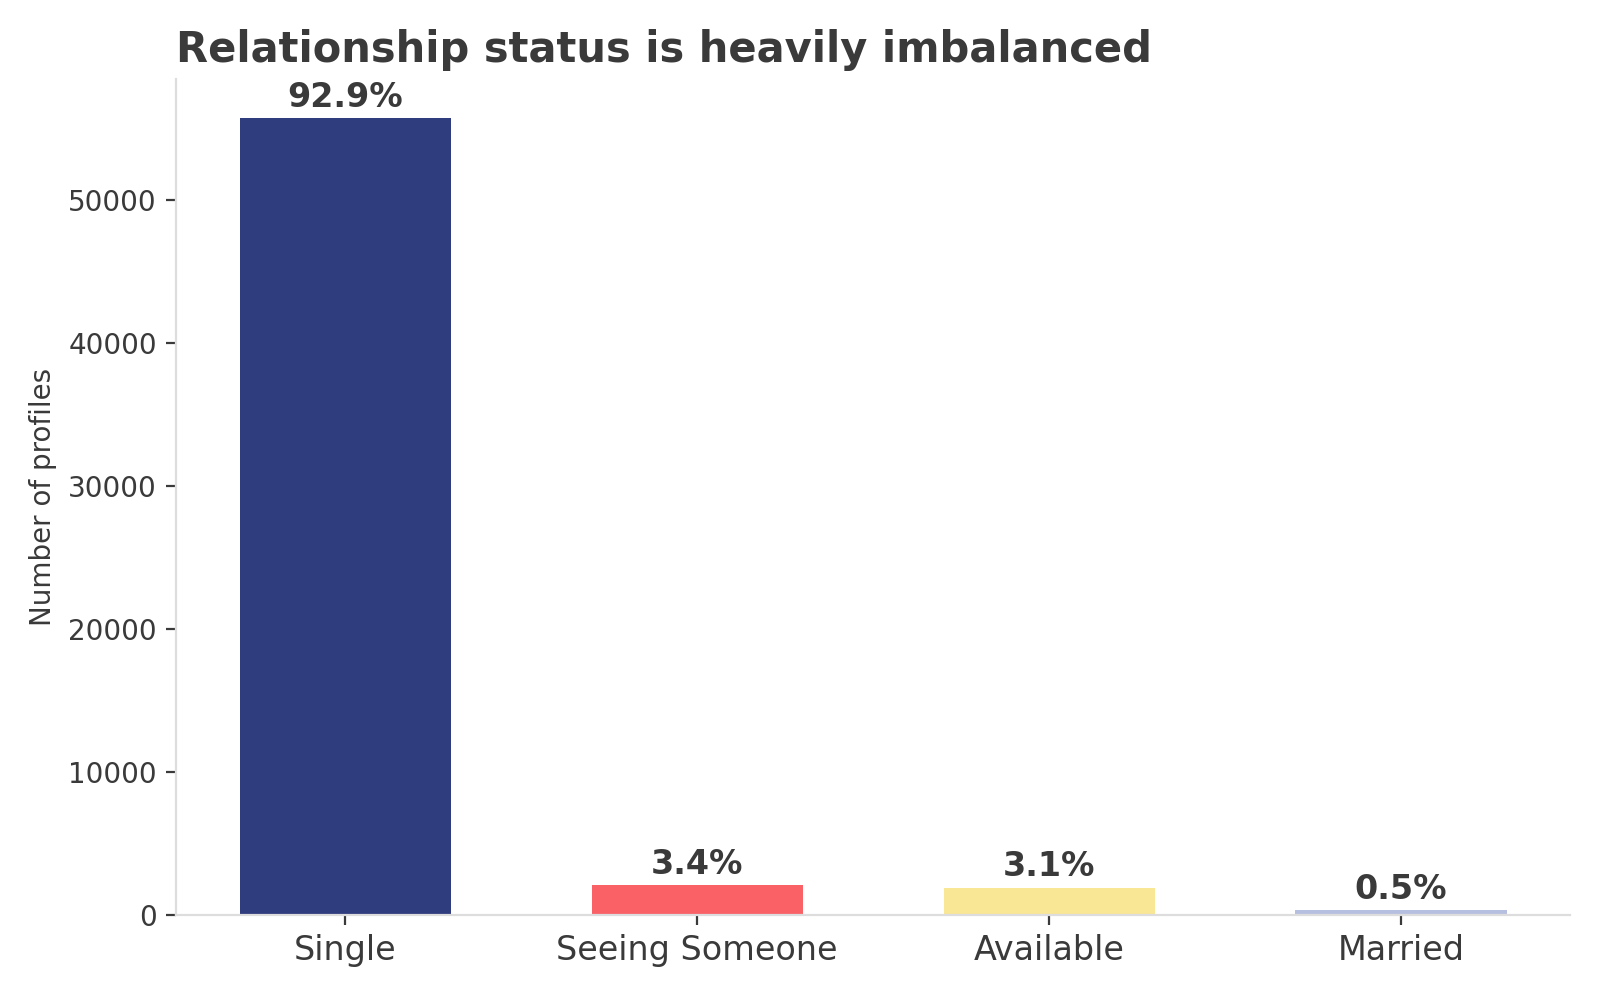 Relationship status is heavily imbalanced
92.9%
50000
40000
30000
20000
10000
0
Number of profiles
3.4%
3.1%
0.5%
Single
Seeing Someone
Available
Married